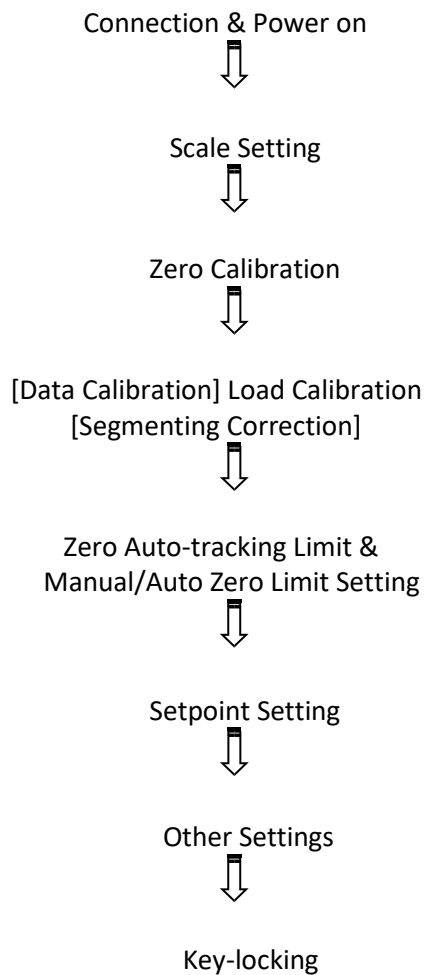 Connection & Power on
Scale Setting
Zero Calibration
[Data Calibration] Load Calibration
[Segmenting Correction]
Zero Auto-tracking Limit &
Manual/Auto Zero Limit Setting
Setpoint Setting
Other Settings
Key-locking